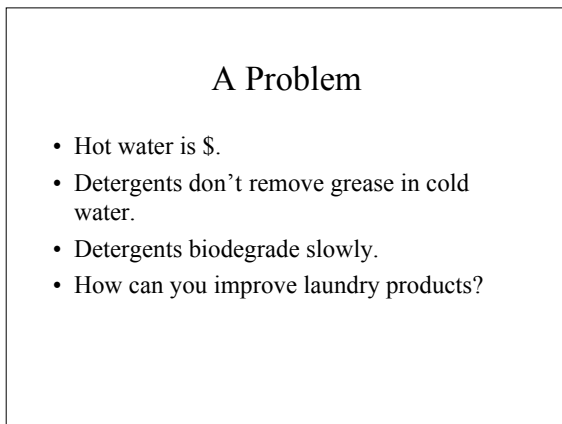 A Problem
• Hot water is $.
• Detergents don’t remove grease in cold
water.
• Detergents biodegrade slowly.
• How can you improve laundry products?